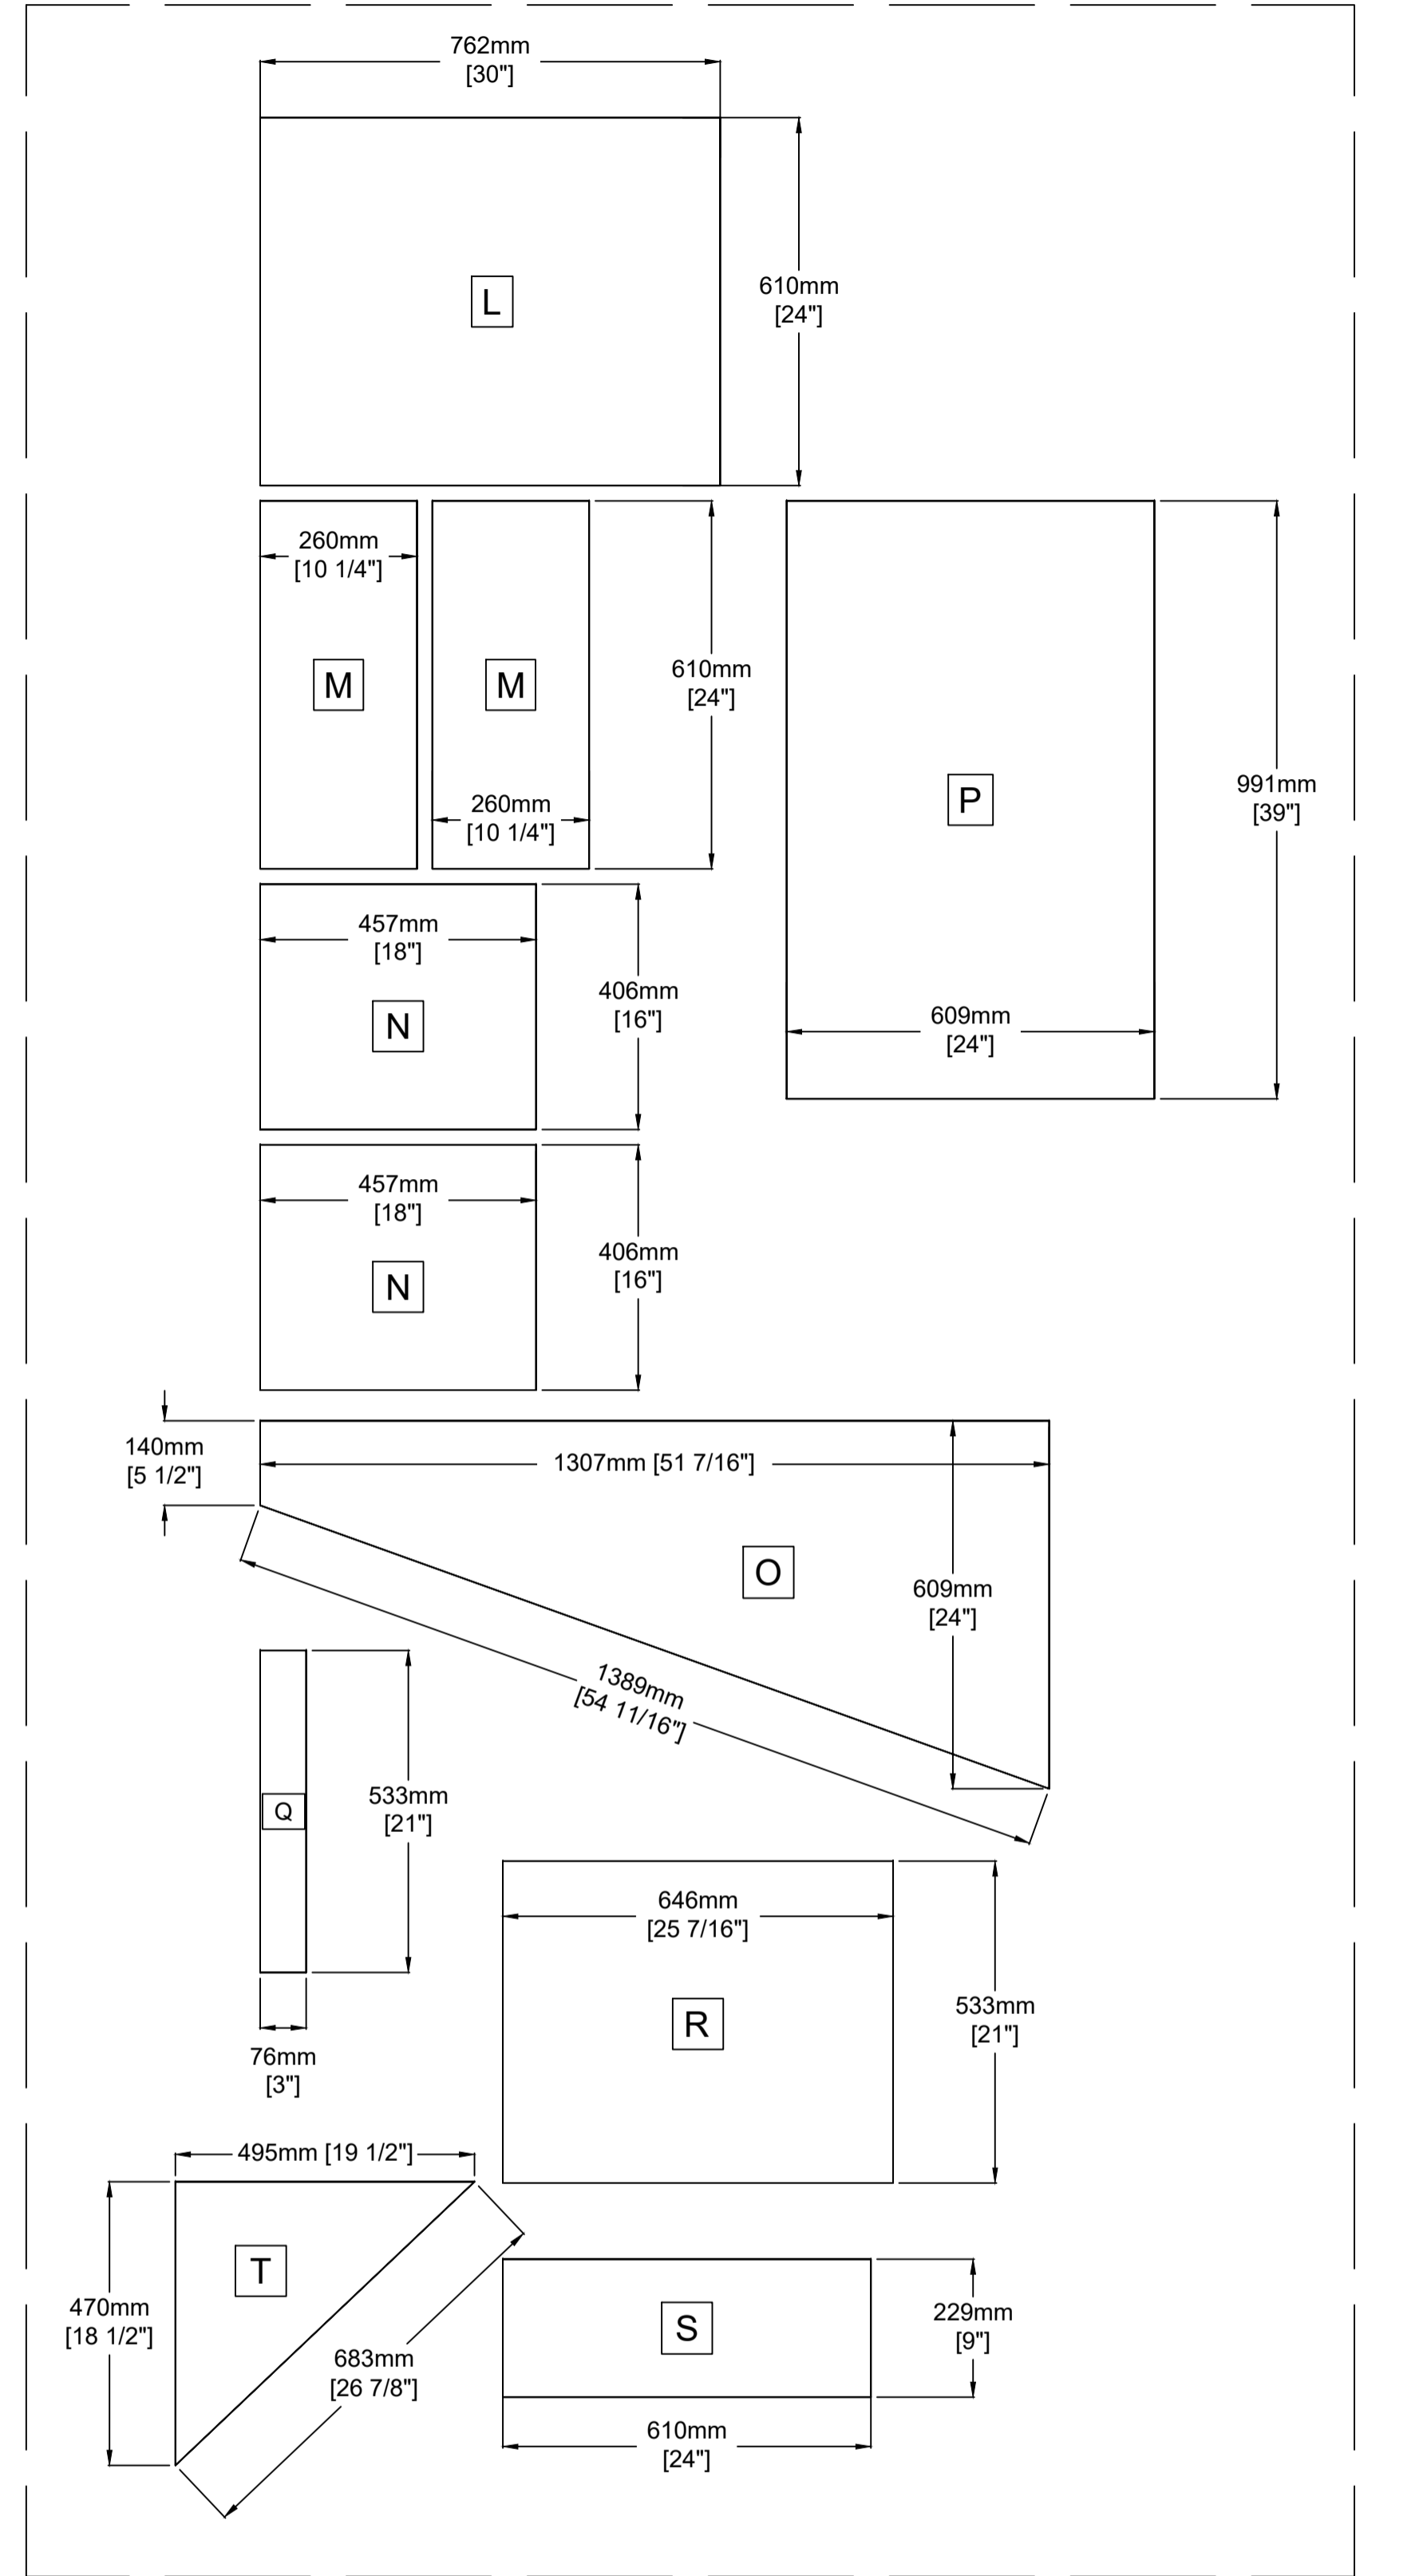 762mm
[30"]
L
610mm
[24"]
260mm
[10 1/4"]
M
M
260mm
[10 1/4"]
610mm
[24"]
P
991mm
[39"]
609mm
[24"]
457mm
[18"]
N
406mm
[16"]
457mm
[18"]
N
406mm
[16"]
140mm
[5 1/2"]
1307mm [51 7/16"]
O
609mm
[24"]
1389mm
[54 11/16"]
Q
533mm
[21"]
76mm
[3"]
646mm
[25 7/16"]
R
533mm
[21"]
495mm [19 1/2"]
T
470mm
[18 1/2"]
683mm
[26 7/8"]
S
229mm
[9"]
610mm
[24"]